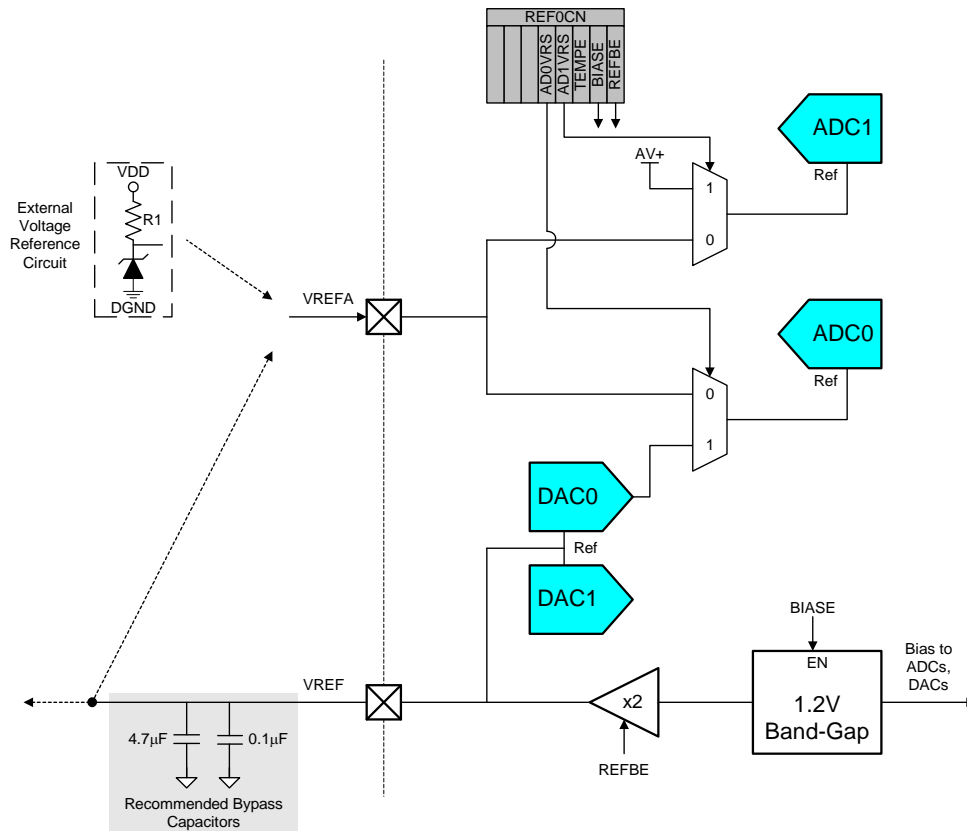 REF0CN
AD0VRS
AD1VRS
TEMPE
BIASE
REFBE
ADC1
AV+
Ref
1
0
VDD
External
Voltage
Reference
Circuit
R1
DGND
VREFA
ADC0
Ref
0
1
DAC0
Ref
DAC1
BIASE
EN
Bias to
ADCs,
DACs
VREF
x2
1.2V
Band-Gap
4.7μF
0.1μF
REFBE
Recommended Bypass
Capacitors